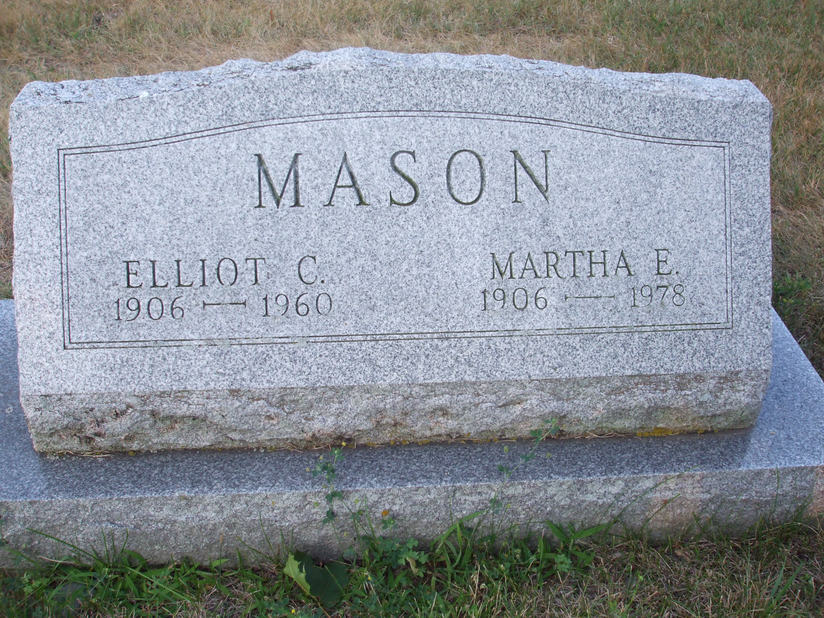 MASON
ELLIOT C. MARTHA E.
1906 — 1960 1906 — 1978